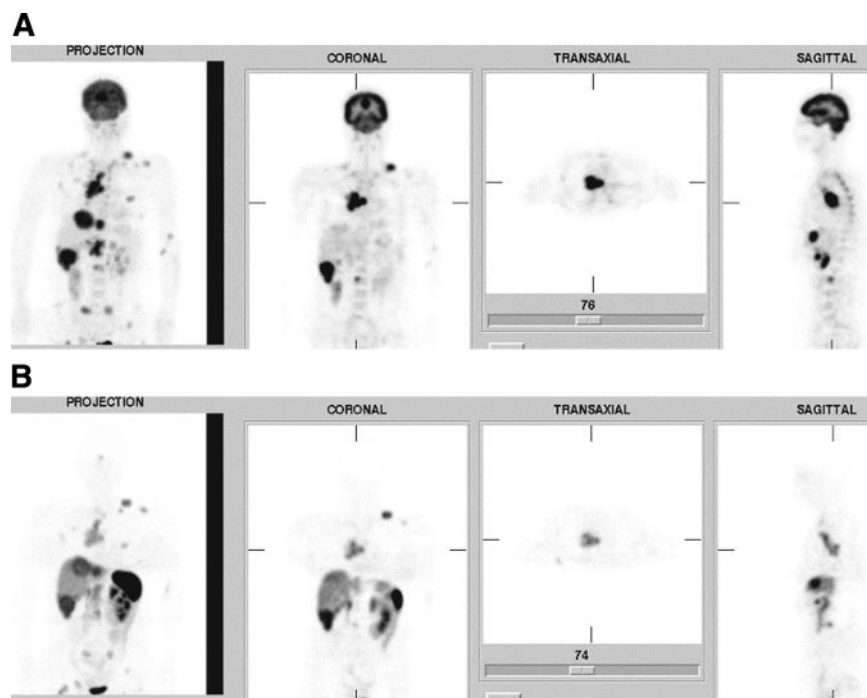 A
PROJECTION
CORONAL
TRANSAXIAL
SAGITTAL
76
B
PROJECTION
CORONAL
TRANSAXIAL
SAGITTAL
74